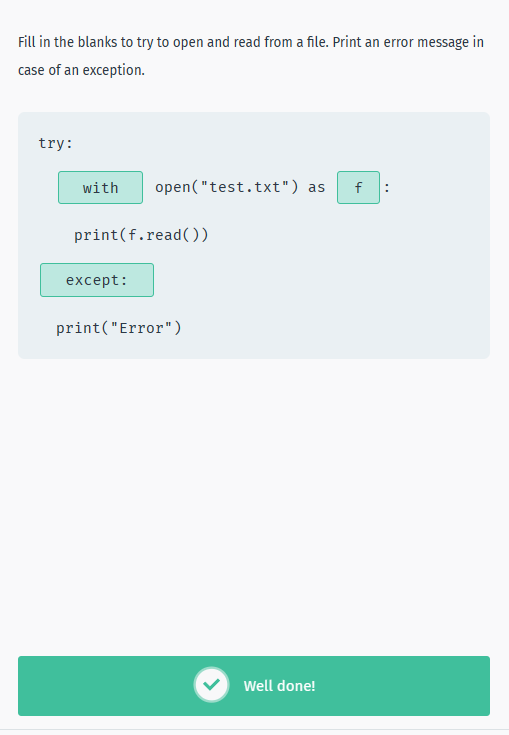 Fill in the blanks to try to open and read from a file. Print an error message in
case of an exception.
try:
with open("test.txt") as f :
print(f.read())
except:
print("Error")
Well done!